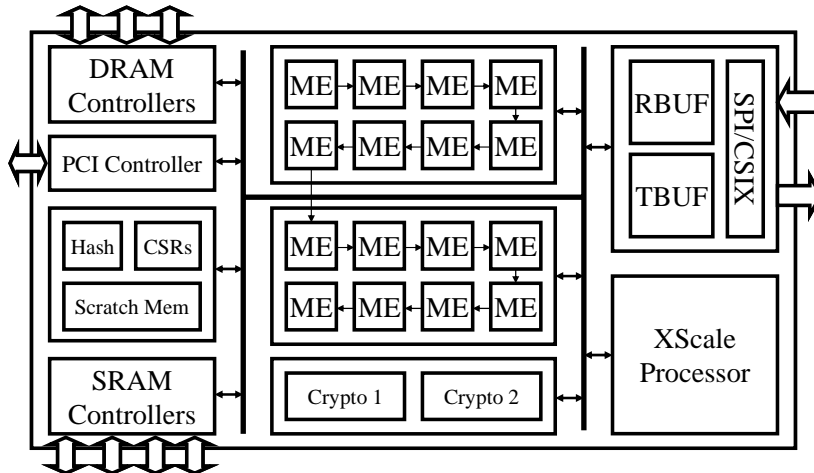 DRAM
Controllers
PCI Controller
Hash
CSRs
Scratch Mem
SRAM
Controllers
ME ME ME ME
ME ME ME ME
ME ME ME ME
ME ME ME ME
Crypto 1
Crypto 2
RBUF
TBUF
SPI/CSIX
XScale
Processor